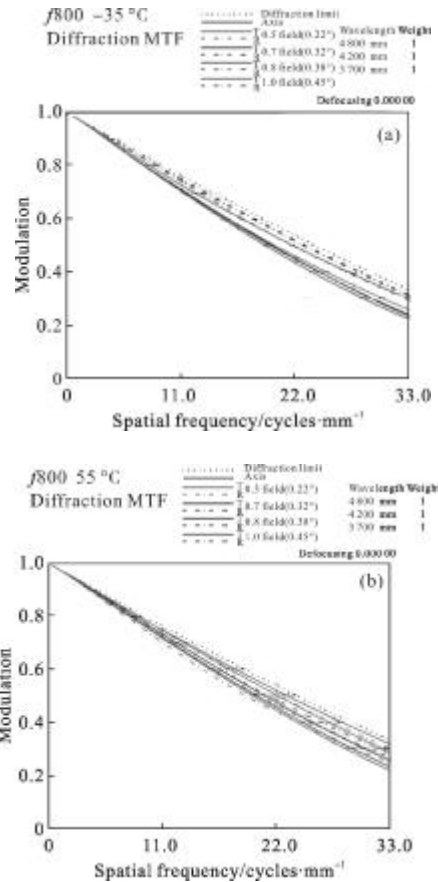 f800 -35 °C
Diffraction MTF
Diffraction limit
Axis
T
R 0.5 field(0.22°)
T
R 0.7 field(0.32°)
T
R 0.8 field(0.38°)
T
R 1.0 field(0.45°)
Wavelength Weight
4 800 mm 1
4 200 mm 1
3 700 mm 1
Defocusing 0.000 00
(a)
1.0
0.8
0.6
0.4
0.2
0
11.0
22.0
33.0
Modulation
Spatial frequency/cycles·mm⁻¹
f800 55 °C
Diffraction MTF
Diffraction limit
Axis
0.5 field(0.22°)
0.7 field(0.32°)
0.8 field(0.38°)
1.0 field(0.45°)
Wavelength Weight
4 800 mm 1
4 200 mm 1
3 700 mm 1
Defocusing 0.000 00
(b)
1.0
0.8
0.6
0.4
0.2
0
0
11.0
22.0
33.0
Modulation
Spatial frequency/cycles·mm⁻¹